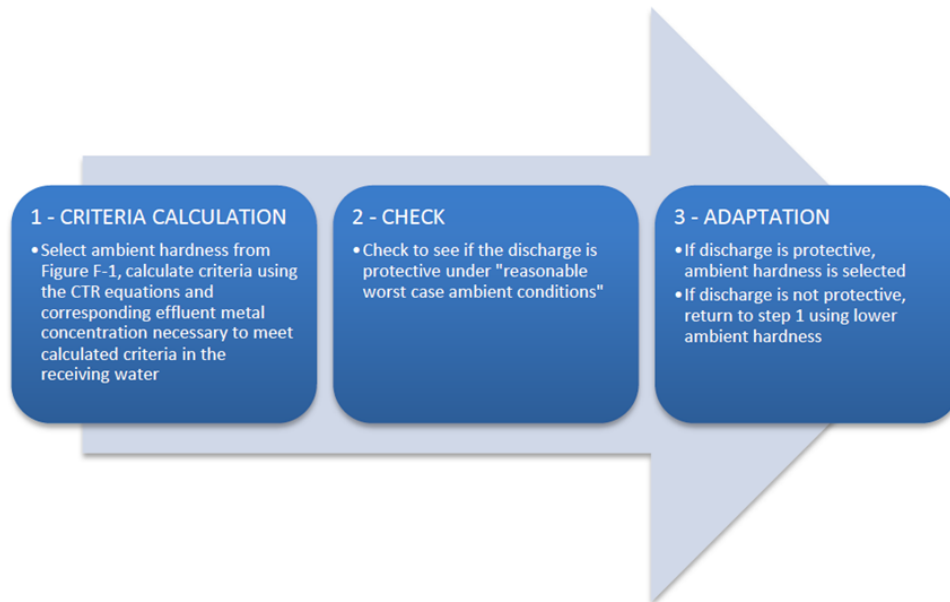 1 - CRITERIA CALCULATION
• Select ambient hardness from
Figure F-1, calculate criteria using
the CTR equations and
corresponding effluent metal
concentration necessary to meet
calculated criteria in the
receiving water
2 - CHECK
• Check to see if the discharge is
protective under "reasonable
worst case ambient conditions"
3 - ADAPTATION
• If discharge is protective,
ambient hardness is selected
• If discharge is not protective,
return to step 1 using lower
ambient hardness